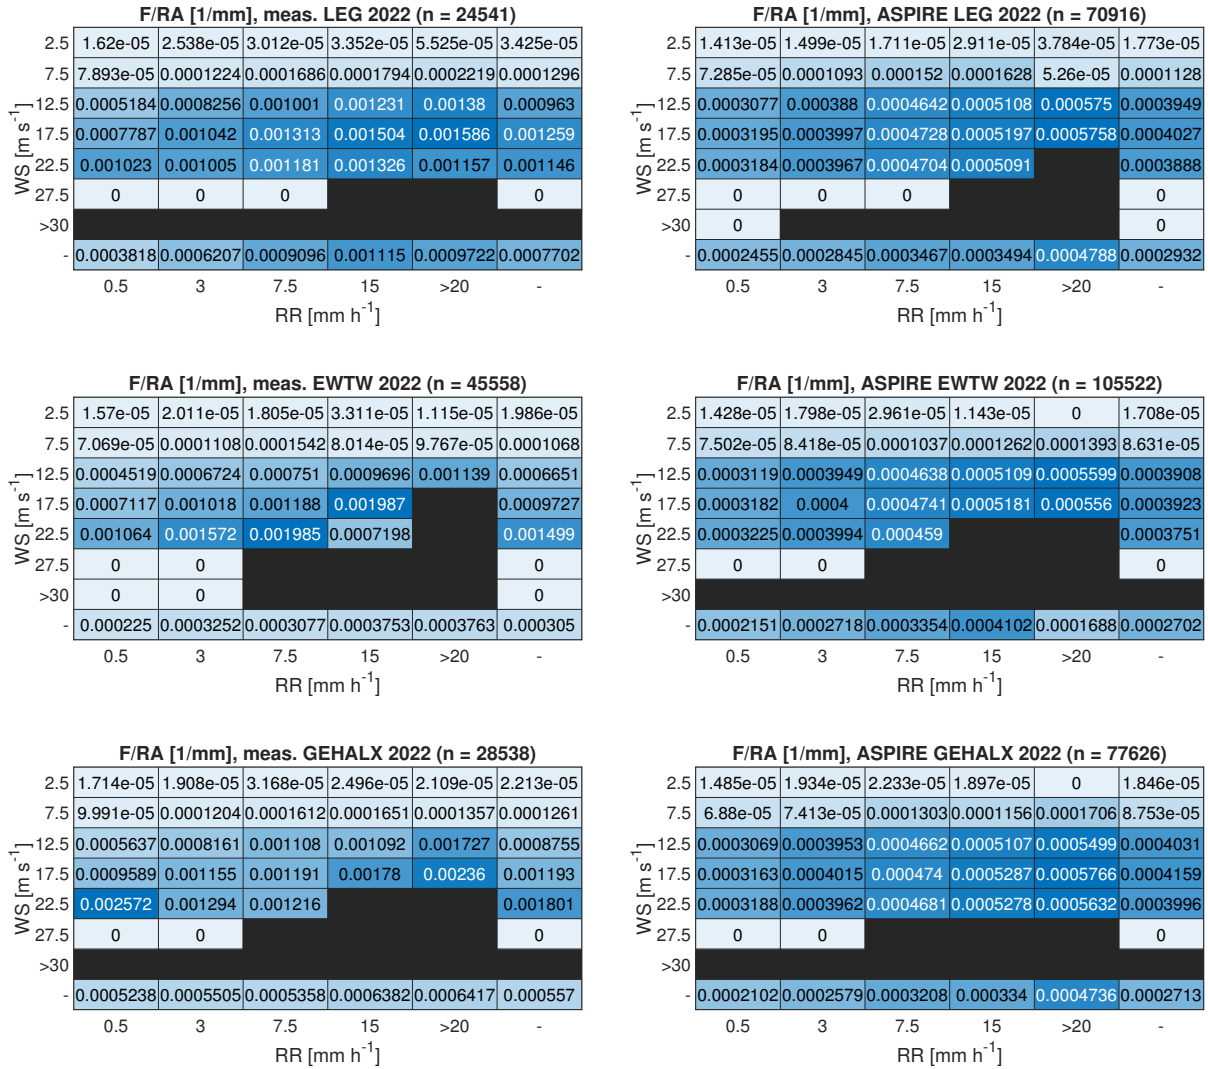 F/RA [1/mm], meas. LEG 2022 (n = 24541)
2.5 1.62e-05 2.538e-05 3.012e-05 3.352e-05 5.525e-05 3.425e-05
7.5 7.893e-05 0.0001224 0.0001686 0.0001794 0.0002219 0.0001296
12.5 0.0005184 0.0008256 0.001001 0.001231 0.00138 0.000963
17.5 0.0007787 0.001042 0.001313 0.001504 0.001586 0.001259
22.5 0.001023 0.001005 0.001181 0.001326 0.001157 0.001146
27.5 0 0 0 0
>30
- 0.0003818 0.0006207 0.0009096 0.001115 0.0009722 0.0007702
0.5 3 7.5 15 >20 -
WS [m s⁻¹]
RR [mm h⁻¹]
F/RA [1/mm], ASPIRE LEG 2022 (n = 70916)
2.5 1.413e-05 1.499e-05 1.711e-05 2.911e-05 3.784e-05 1.773e-05
7.5 7.285e-05 0.0001093 0.000152 0.0001628 5.26e-05 0.0001128
12.5 0.0003077 0.000388 0.0004642 0.0005108 0.000575 0.0003949
17.5 0.0003195 0.0003997 0.0004728 0.0005197 0.0005758 0.0004027
22.5 0.0003184 0.0003967 0.0004704 0.0005091 0.0003888
27.5 0 0 0 0
>30 0 0
- 0.0002455 0.0002845 0.0003467 0.0003494 0.0004788 0.0002932
0.5 3 7.5 15 >20 -
WS [m s⁻¹]
RR [mm h⁻¹]
F/RA [1/mm], meas. EWTW 2022 (n = 45558)
2.5 1.57e-05 2.011e-05 1.805e-05 3.311e-05 1.115e-05 1.986e-05
7.5 7.069e-05 0.0001108 0.0001542 8.014e-05 9.767e-05 0.0001068
12.5 0.0004519 0.0006724 0.000751 0.0009696 0.001139 0.0006651
17.5 0.0007117 0.001018 0.001188 0.001987 0.0009727
22.5 0.001064 0.001572 0.001985 0.0007198 0.001499
27.5 0 0 0
>30 0 0 0
- 0.000225 0.0003252 0.0003077 0.0003753 0.0003763 0.000305
0.5 3 7.5 15 >20 -
WS [m s⁻¹]
RR [mm h⁻¹]
F/RA [1/mm], ASPIRE EWTW 2022 (n = 105522)
2.5 1.428e-05 1.798e-05 2.961e-05 1.143e-05 0 1.708e-05
7.5 7.502e-05 8.418e-05 0.0001037 0.0001262 0.0001393 8.631e-05
12.5 0.0003119 0.0003949 0.0004638 0.0005109 0.0005599 0.0003908
17.5 0.0003182 0.0004 0.0004741 0.0005181 0.000556 0.0003923
22.5 0.0003225 0.0003994 0.000459 0.0003751
27.5 0 0 0
>30
- 0.0002151 0.0002718 0.0003354 0.0004102 0.0001688 0.0002702
0.5 3 7.5 15 >20 -
WS [m s⁻¹]
RR [mm h⁻¹]
F/RA [1/mm], meas. GEHALX 2022 (n = 28538)
2.5 1.714e-05 1.908e-05 3.168e-05 2.496e-05 2.109e-05 2.213e-05
7.5 9.991e-05 0.0001204 0.0001612 0.0001651 0.0001357 0.0001261
12.5 0.0005637 0.0008161 0.001108 0.001092 0.001727 0.0008755
17.5 0.0009589 0.001155 0.001191 0.00178 0.00236 0.001193
22.5 0.002572 0.001294 0.001216 0.001801
27.5 0 0 0
>30
- 0.0005238 0.0005505 0.0005358 0.0006382 0.0006417 0.000557
0.5 3 7.5 15 >20 -
WS [m s⁻¹]
RR [mm h⁻¹]
F/RA [1/mm], ASPIRE GEHALX 2022 (n = 77626)
2.5 1.485e-05 1.934e-05 2.233e-05 1.897e-05 0 1.846e-05
7.5 6.88e-05 7.413e-05 0.0001303 0.0001156 0.0001706 8.753e-05
12.5 0.0003069 0.0003953 0.0004662 0.0005107 0.0005499 0.0004031
17.5 0.0003163 0.0004015 0.000474 0.0005287 0.0005766 0.0004159
22.5 0.0003188 0.0003962 0.0004681 0.0005278 0.0005632 0.0003996
27.5 0 0 0
>30
- 0.0002102 0.0002579 0.0003208 0.000334 0.0004736 0.0002713
0.5 3 7.5 15 >20 -
WS [m s⁻¹]
RR [mm h⁻¹]